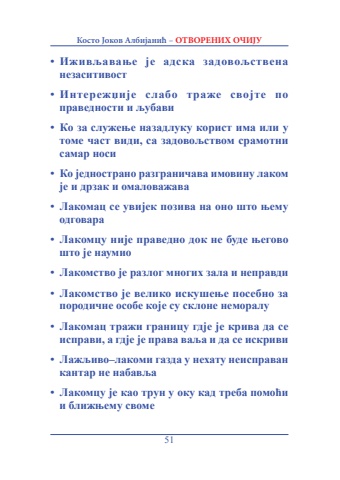 Косто Јоков Албијанић – ОТВОРЕНИХ ОЧИЈУ
• Иживљавање је адска задовољствена
незаситивост
• Интережџије слабо траже својте по
праведности и љубави
• Ко за служење назадлуку корист има или у
томе част види, са задовољством срамотни
самар носи
• Ко једнострано разграничава имовину лаком
је и дрзак и омаловажава
• Лакомац се увијек позива на оно што њему
одговара
• Лакомцу није праведно док не буде његово
што је наумио
• Лакомство је разлог многих зала и неправди
• Лакомство је велико искушење посебно за
породичне особе које су склоне неморалу
• Лакомац тражи границу гдје је крива да се
исправи, а гдје је права ваља и да се искриви
• Лажљиво–лакоми газда у нехату неисправан
кантар не набавља
• Лакомцу је као трун у оку кад треба помоћи
и ближњему своме
51